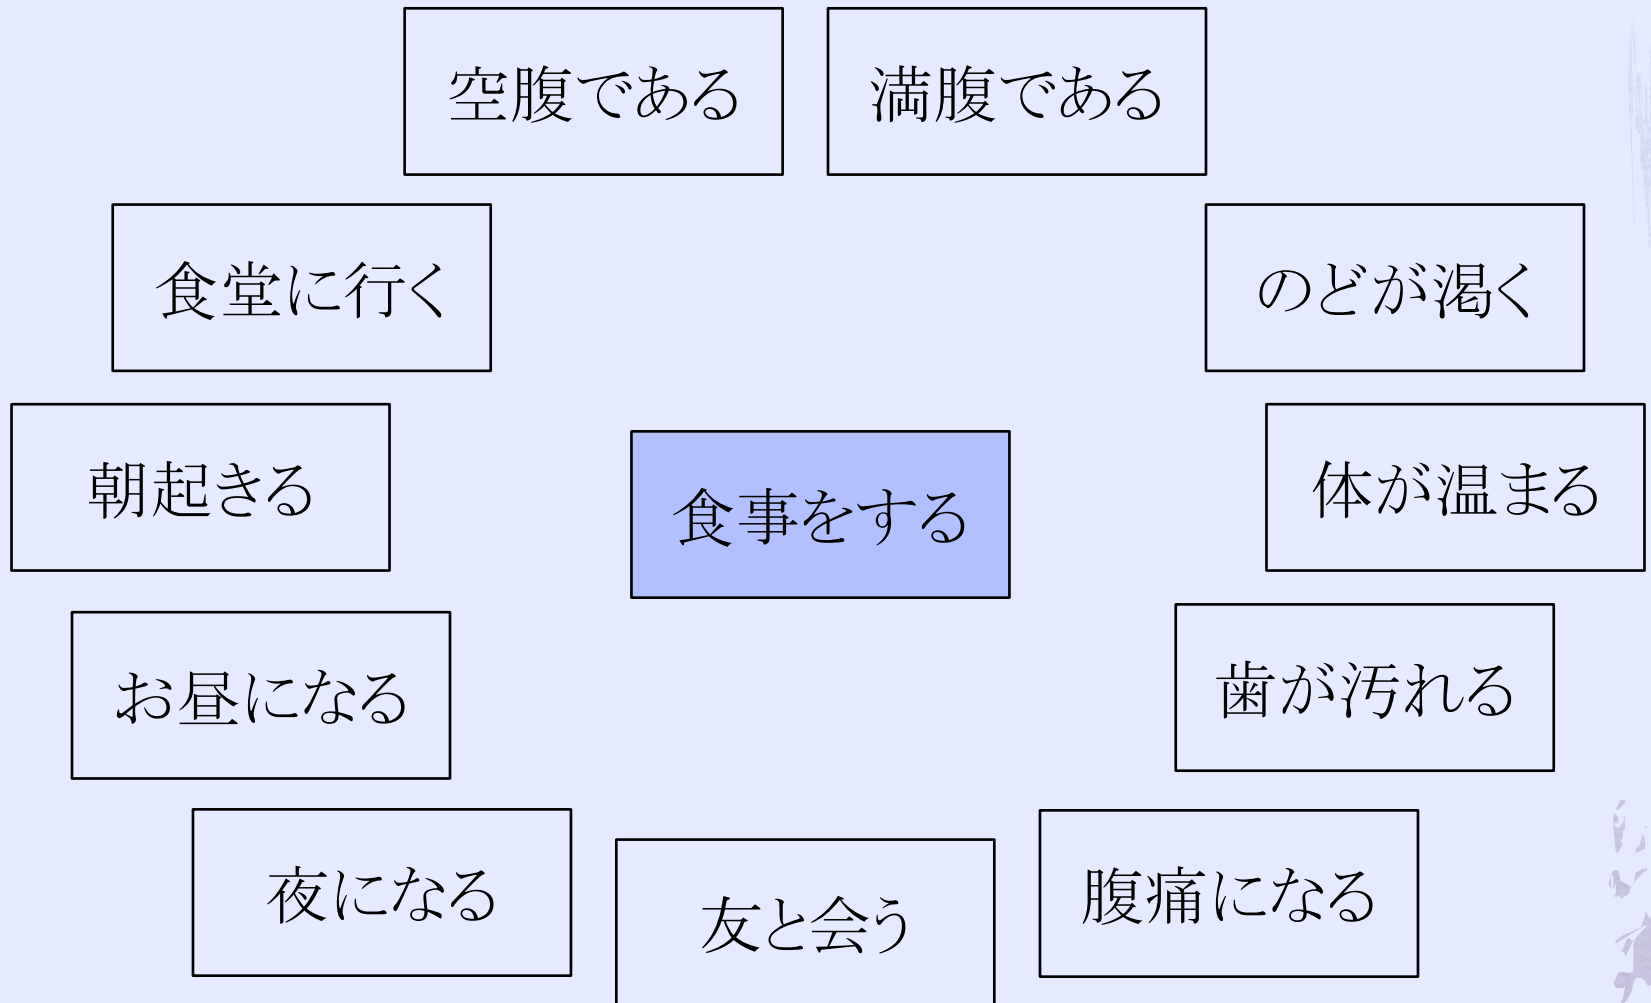 空腹である
満腹である
食堂に行く
のどが渇く
朝起きる
食事をする
体が温まる
お昼になる
歯が汚れる
夜になる
友と会う
腹痛になる